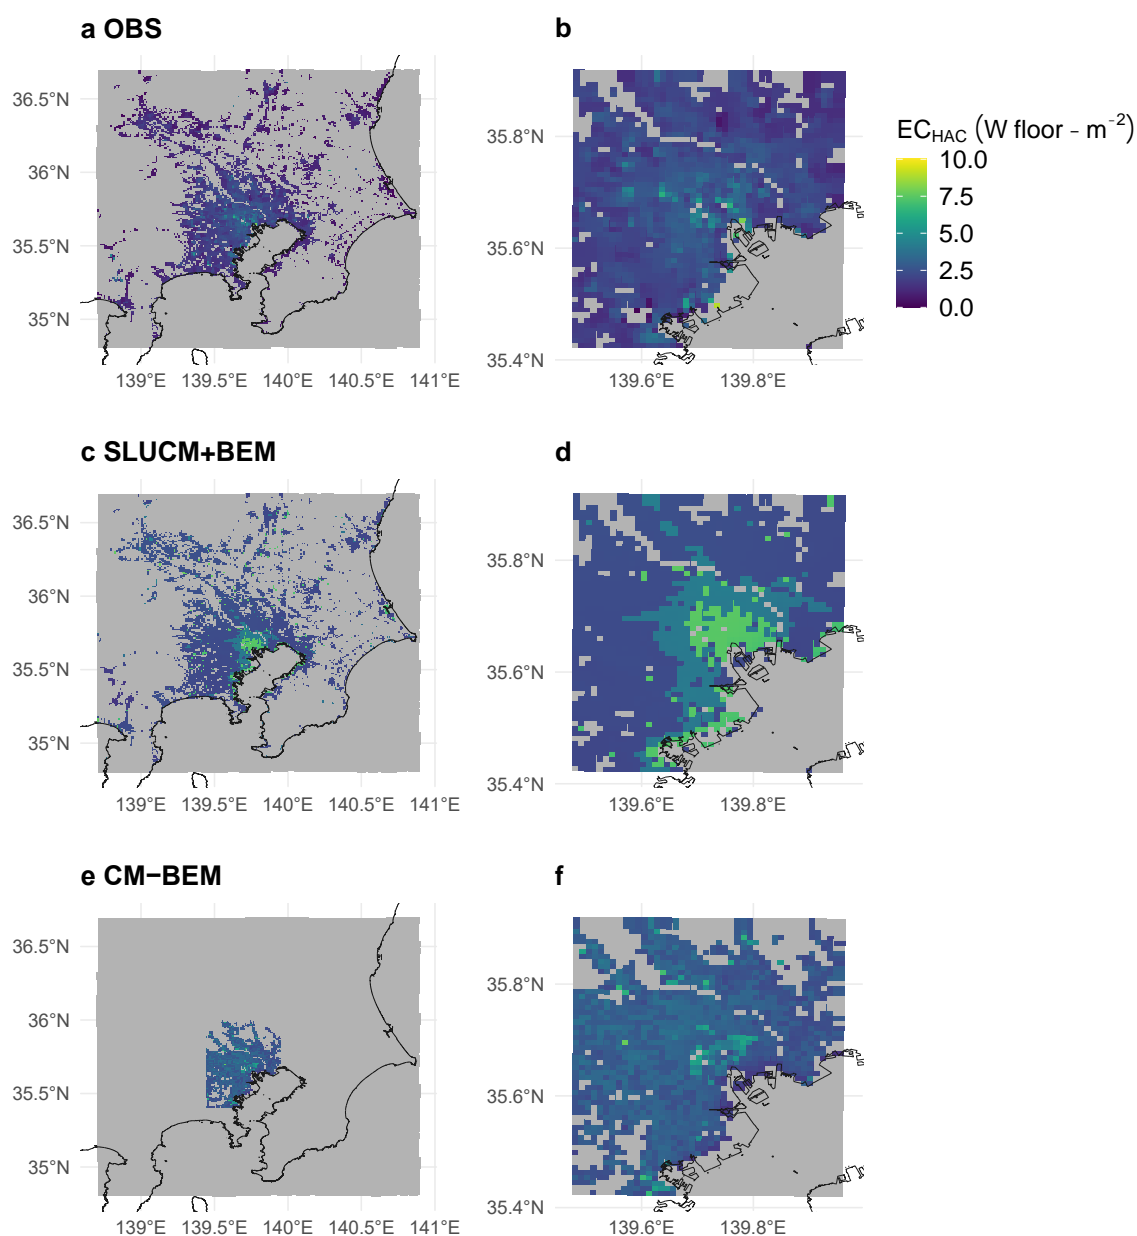 a OBS
36.5°N
36°N
35.5°N
35°N
139°E 139.5°E 140°E 140.5°E 141°E
b
35.8°N
35.6°N
35.4°N
139.6°E 139.8°E
EC_HAC (W floor - m^-2)
10.0
7.5
5.0
2.5
0.0
c SLUCM+BEM
36.5°N
36°N
35.5°N
35°N
139°E 139.5°E 140°E 140.5°E 141°E
d
35.8°N
35.6°N
35.4°N
139.6°E 139.8°E
e CM−BEM
36.5°N
36°N
35.5°N
35°N
139°E 139.5°E 140°E 140.5°E 141°E
f
35.8°N
35.6°N
35.4°N
139.6°E 139.8°E